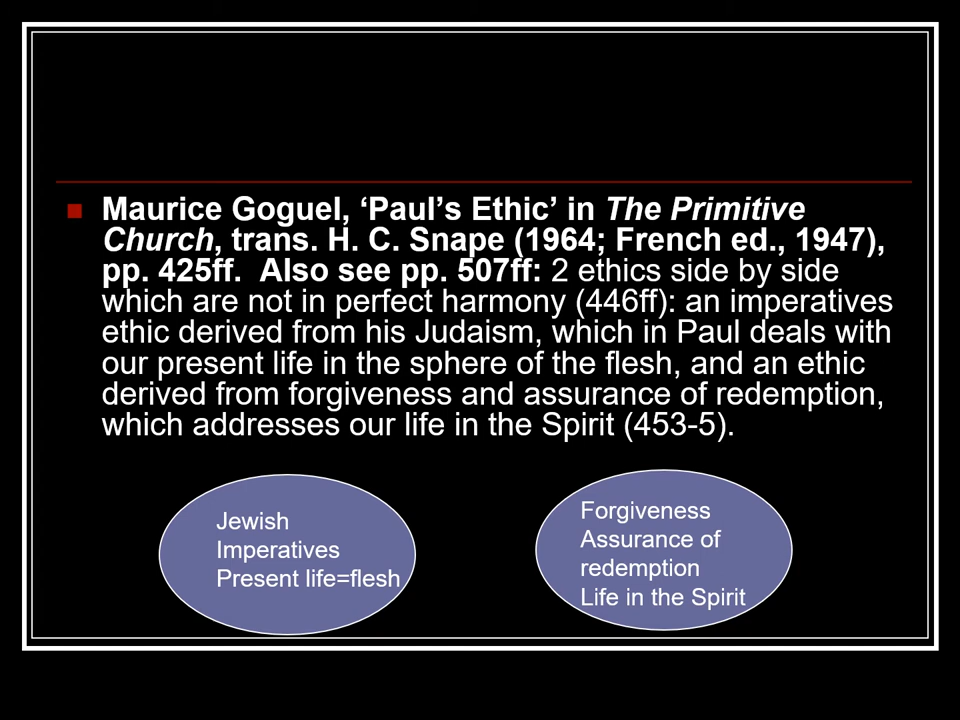 Maurice Goguel, ‘Paul’s Ethic’ in The Primitive
Church, trans. H. C. Snape (1964; French ed., 1947),
pp. 425ff.  Also see pp. 507ff: 2 ethics side by side
which are not in perfect harmony (446ff): an imperatives
ethic derived from his Judaism, which in Paul deals with
our present life in the sphere of the flesh, and an ethic
derived from forgiveness and assurance of redemption,
which addresses our life in the Spirit (453-5).
Jewish
Imperatives
Present life=flesh
Forgiveness
Assurance of
redemption
Life in the Spirit